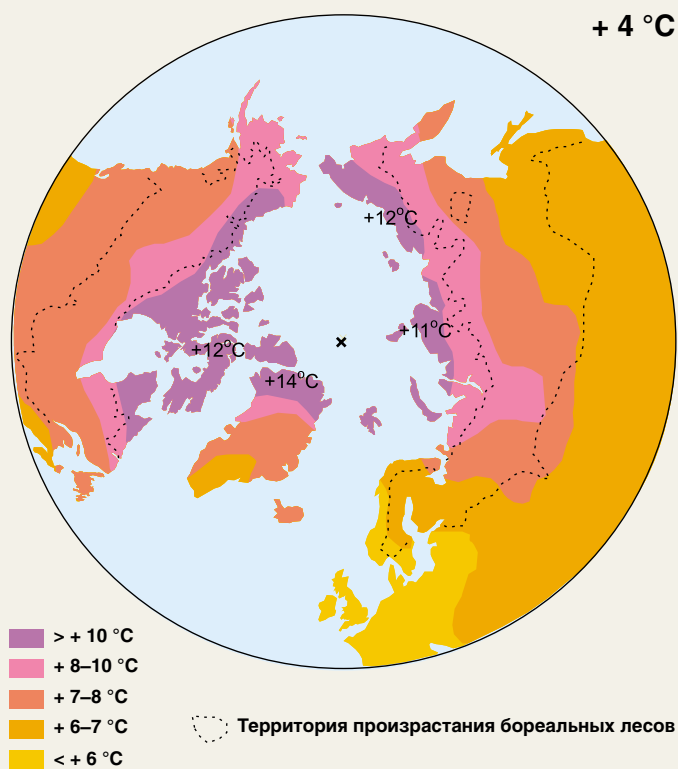 + 4 °C
+12°C
+11°C
+12°C
+14°C
> + 10 °C
+ 8–10 °C
+ 7–8 °C
+ 6–7 °C
Территория произрастания бореальных лесов
< + 6 °C